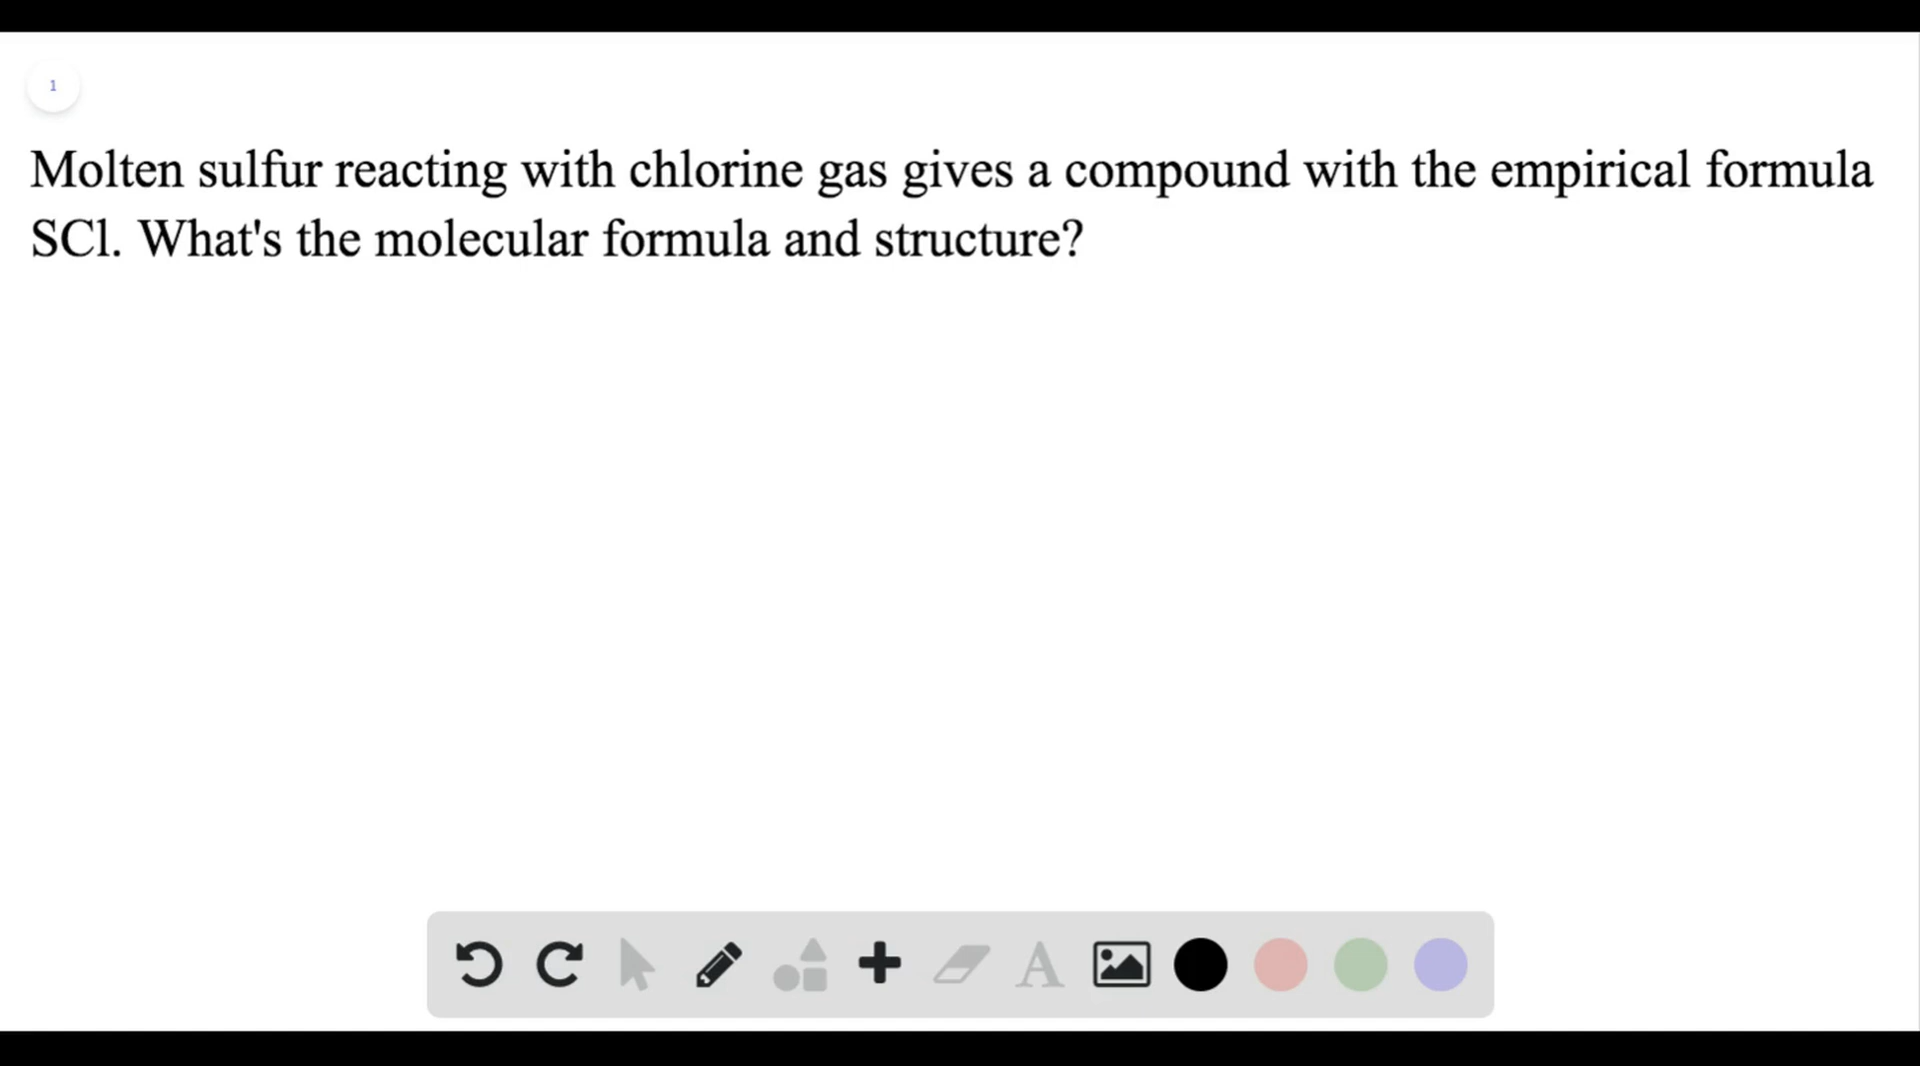 1
Molten sulfur reacting with chlorine gas gives a compound with the empirical formula
SCl. What's the molecular formula and structure?
A